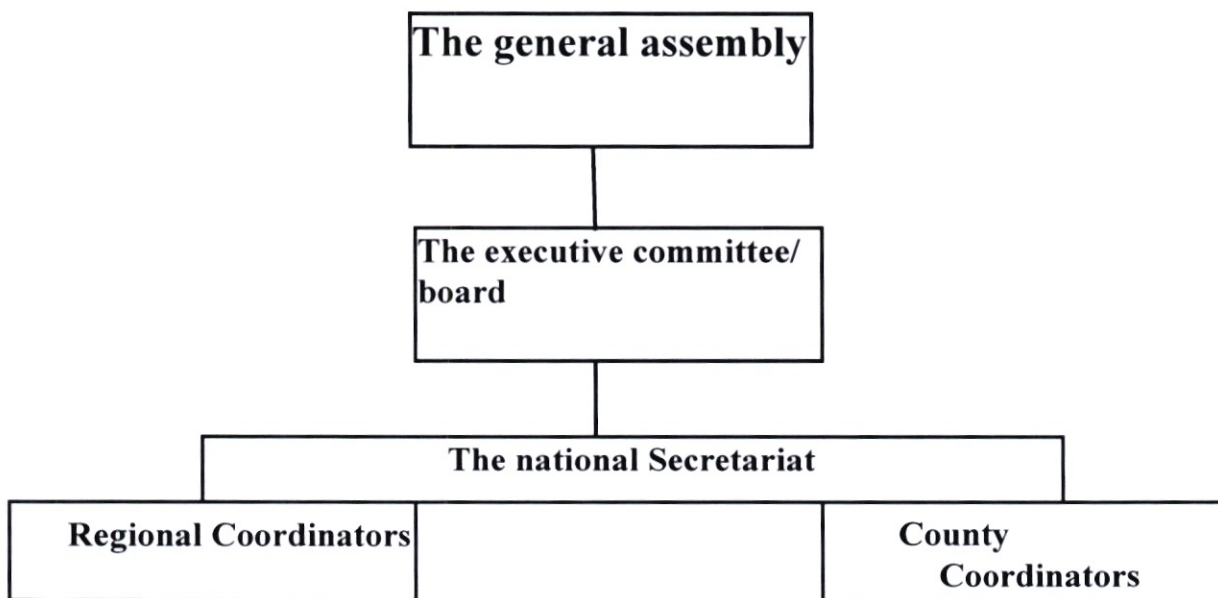 The general assembly
The executive committee/
board
The national Secretariat
Regional Coordinators
County
Coordinators